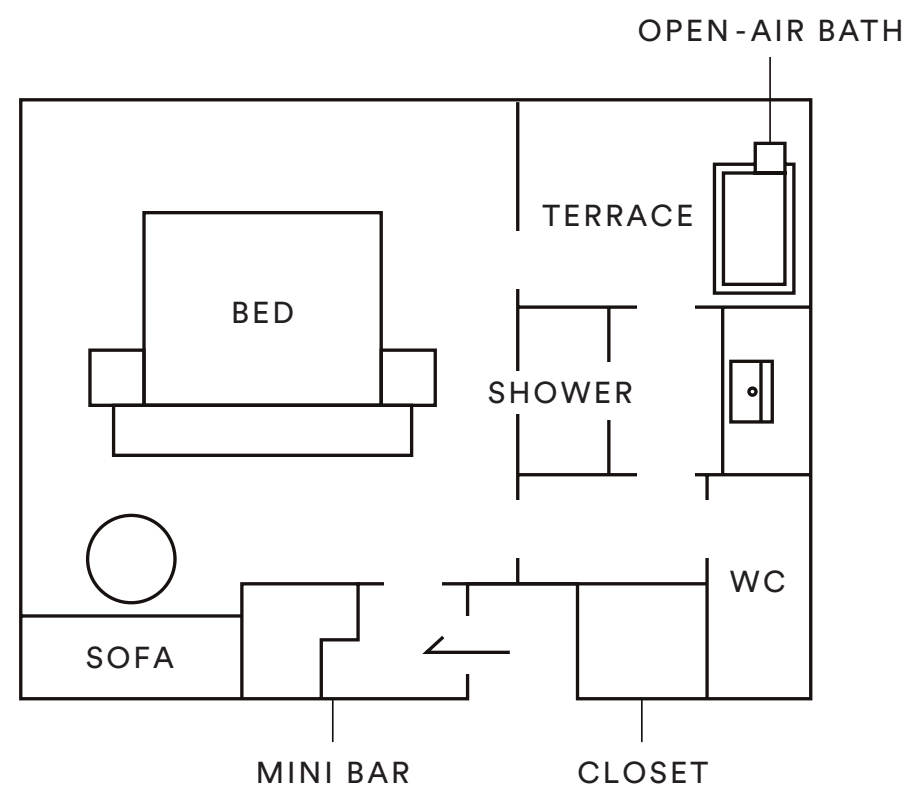 OPEN-AIR BATH
TERRACE
BED
SHOWER
WC
SOFA
MINI BAR
CLOSET